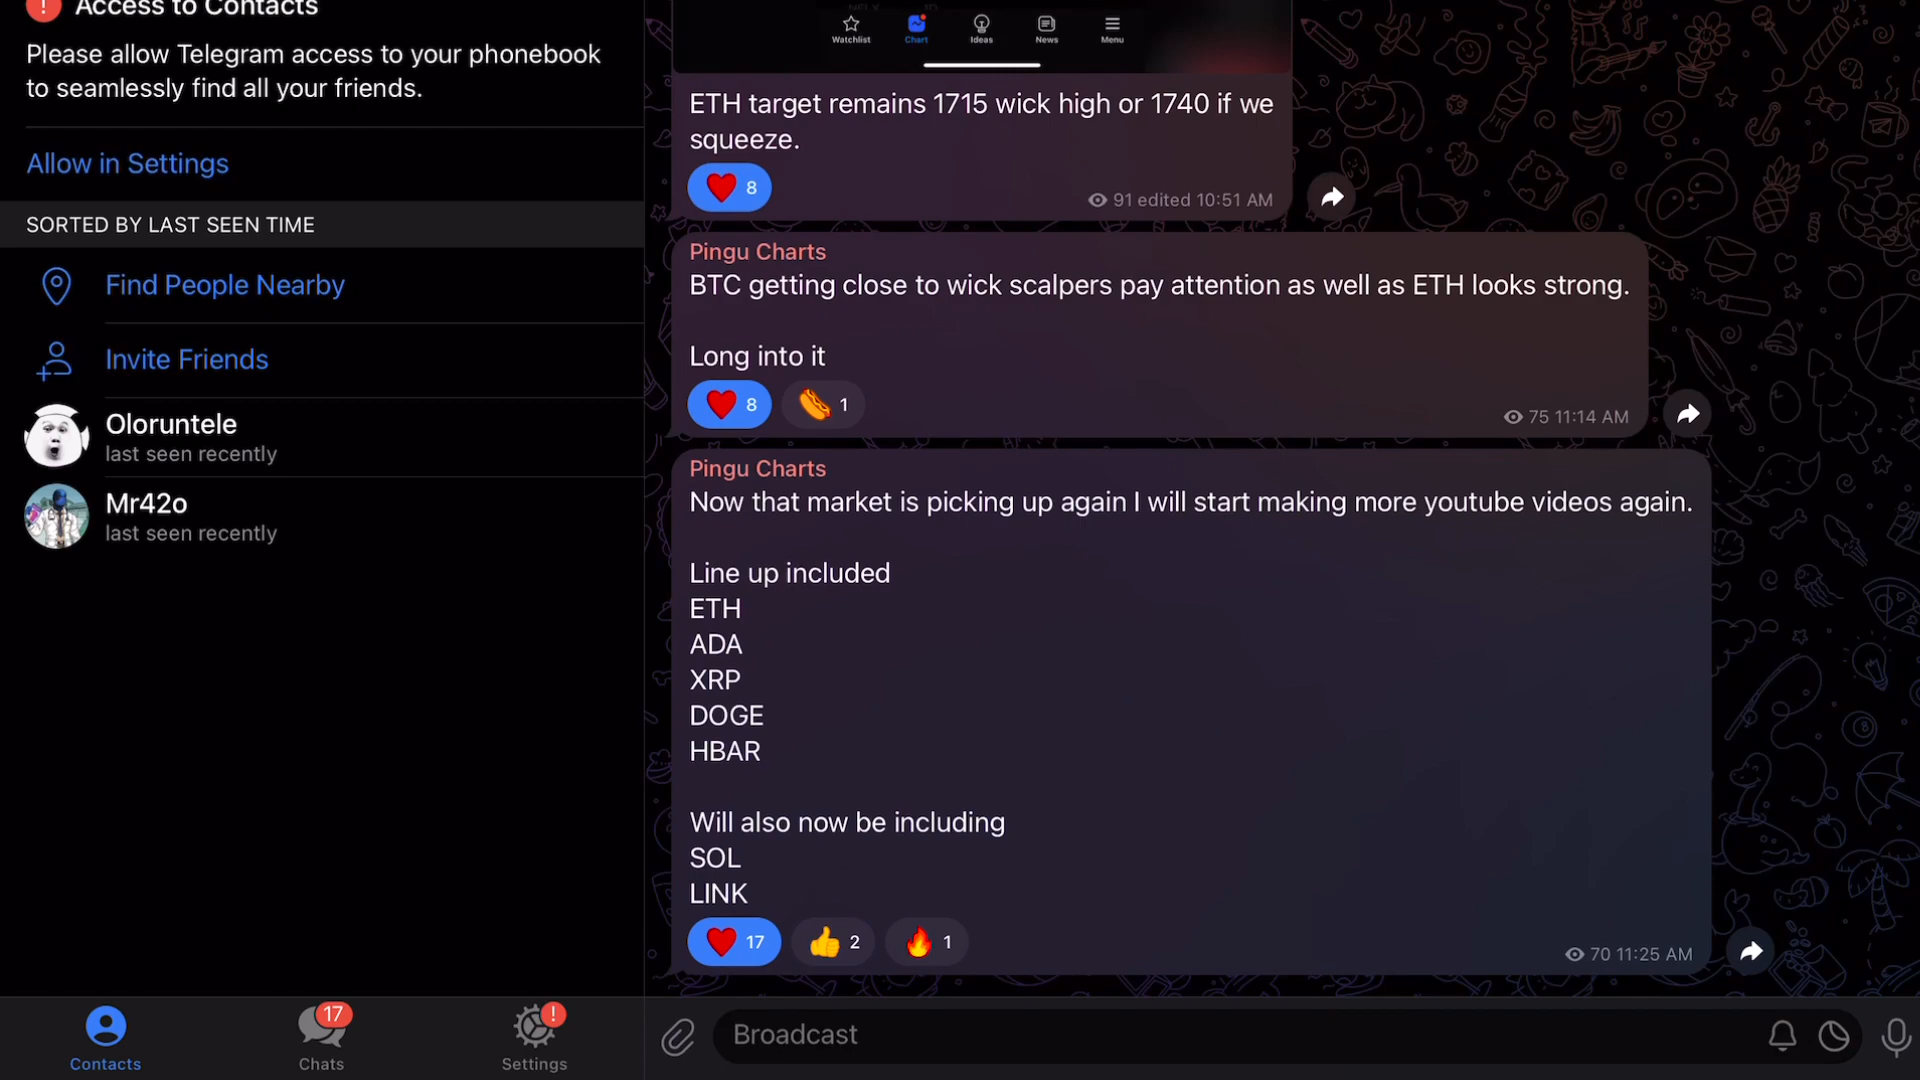 Access to Contacts
Please allow Telegram access to your phonebook
to seamlessly find all your friends.
Allow in Settings
SORTED BY LAST SEEN TIME
Find People Nearby
Invite Friends
Oloruntele
last seen recently
Mr42o
last seen recently
Contacts
17
Chats
!
Settings
Watchlist
Chart
Ideas
News
Menu
ETH target remains 1715 wick high or 1740 if we
squeeze.
8
91 edited 10:51 AM
Pingu Charts
BTC getting close to wick scalpers pay attention as well as ETH looks strong.
Long into it
8
1
75 11:14 AM
Pingu Charts
Now that market is picking up again I will start making more youtube videos again.
Line up included
ETH
ADA
XRP
DOGE
HBAR
Will also now be including
SOL
LINK
17
2
1
70 11:25 AM
Broadcast